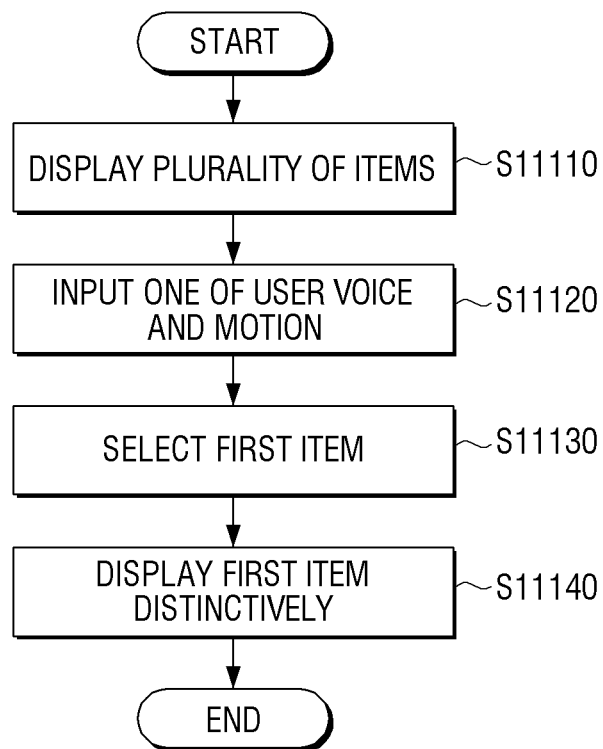 START
DISPLAY PLURALITY OF ITEMS
S11110
INPUT ONE OF USER VOICE
AND MOTION
S11120
SELECT FIRST ITEM
S11130
DISPLAY FIRST ITEM
DISTINCTIVELY
S11140
END